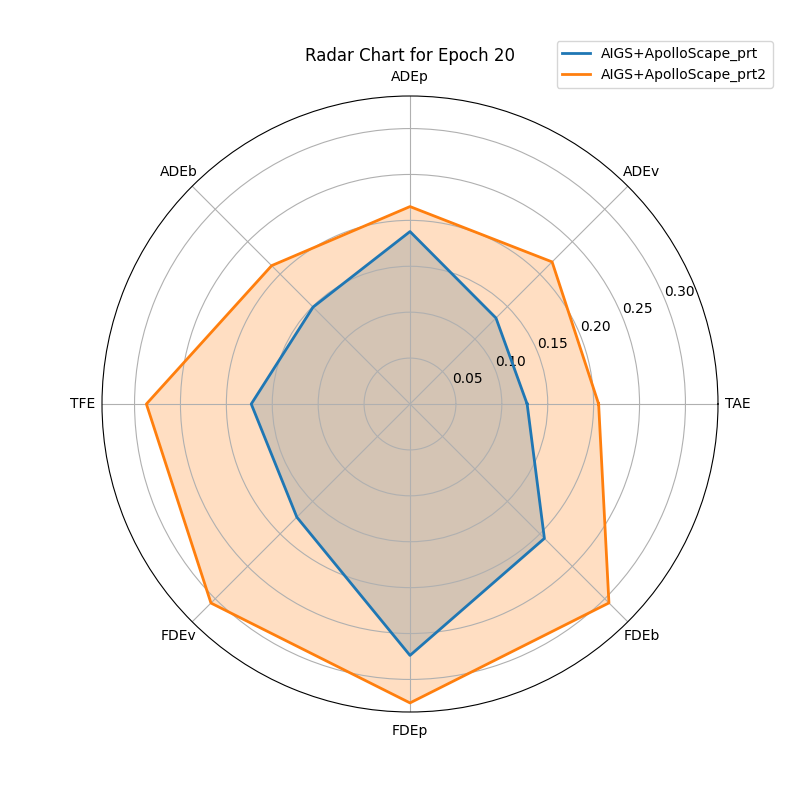 AIGS+ApolloScape_prt
AIGS+ApolloScape_prt2
Radar Chart for Epoch 20
ADEp
ADEb
ADEv
0.30
0.25
0.20
0.15
0.10
0.05
TFE
TAE
FDEv
FDEb
FDEp